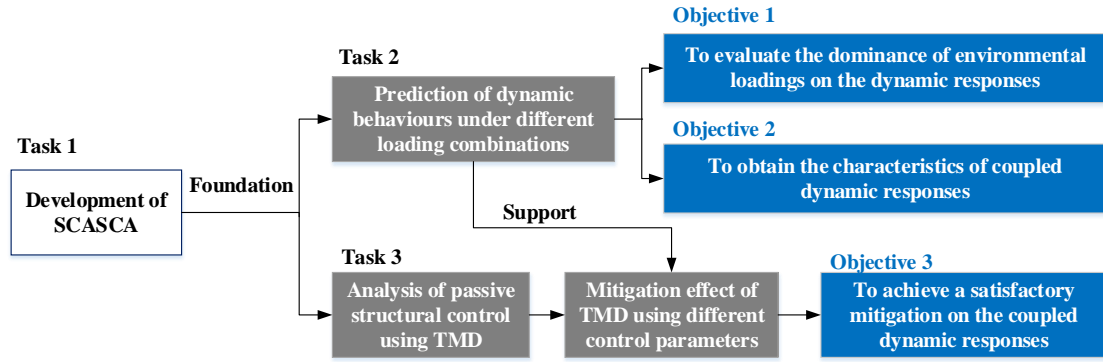 Task 1
Development of
SCASCA
Foundation
Task 2
Prediction of dynamic
behaviours under different
loading combinations
Objective 1
To evaluate the dominance of environmental
loadings on the dynamic responses
Objective 2
To obtain the characteristics of coupled
dynamic responses
Support
Task 3
Analysis of passive
structural control
using TMD
Mitigation effect of
TMD using different
control parameters
Objective 3
To achieve a satisfactory
mitigation on the coupled
dynamic responses